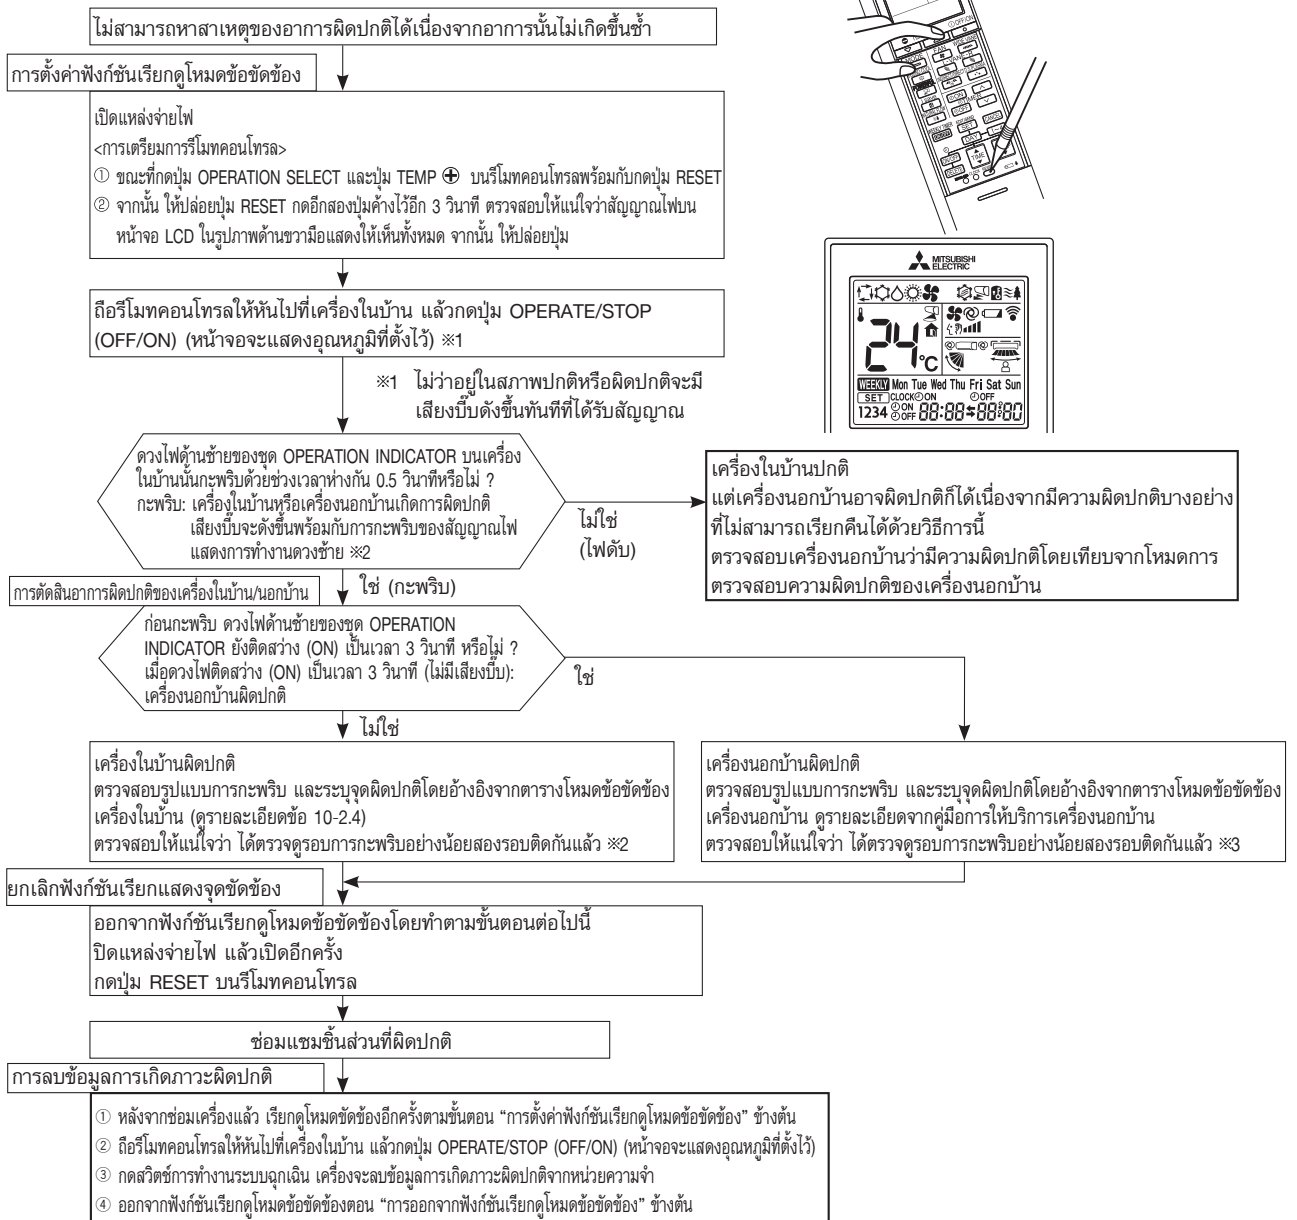 ไม่สามารถหาสาเหตุของอาการผิดปกติได้เนื่องจากอาการนั้นไม่เกิดขึ้นซ้ำ
การตั้งค่าฟังก์ชันเรียกดูโหมดข้อขัดข้อง
เปิดแหล่งจ่ายไฟ
<การเตรียมการรีโมทคอนโทรล>
① ขณะที่กดปุ่ม OPERATION SELECT และปุ่ม TEMP ⊕ บนรีโมทคอนโทรลพร้อมกับกดปุ่ม RESET
② จากนั้น ให้ปล่อยปุ่ม RESET กดอีกสองปุ่มค้างไว้อีก 3 วินาที ตรวจสอบให้แน่ใจว่าสัญญาณไฟบน
หน้าจอ LCD ในรูปภาพด้านขวามือแสดงให้เห็นทั้งหมด จากนั้น ให้ปล่อยปุ่ม
MITSUBISHI
ELECTRIC
24°C
WEEKLY Mon Tue Wed Thu Fri Sat Sun
SET CLOCK ON OFF
1234 ON OFF 88:88 88:80
ถือรีโมทคอนโทรลให้หันไปที่เครื่องในบ้าน แล้วกดปุ่ม OPERATE/STOP
(OFF/ON) (หน้าจอจะแสดงอุณหภูมิที่ตั้งไว้) ※1
※1 ไม่ว่าอยู่ในสภาพปกติหรือผิดปกติจะมี
เสียงบี๊บดังขึ้นทันทีที่ได้รับสัญญาณ
ดวงไฟด้านซ้ายของชุด OPERATION INDICATOR บนเครื่อง
ในบ้านนั้นกะพริบด้วยช่วงเวลาห่างกัน 0.5 วินาทีหรือไม่ ?
กะพริบ: เครื่องในบ้านหรือเครื่องนอกบ้านเกิดการผิดปกติ
เสียงบี๊บจะดังขึ้นพร้อมกับการกะพริบของสัญญาณไฟ
แสดงการทำงานดวงซ้าย ※2
ไม่ใช่
(ไฟดับ)
เครื่องในบ้านปกติ
แต่เครื่องนอกบ้านอาจผิดปกติก็ได้เนื่องจากมีความผิดปกติบางอย่าง
ที่ไม่สามารถเรียกคืนได้ด้วยวิธีการนี้
ตรวจสอบเครื่องนอกบ้านว่ามีความผิดปกติโดยเทียบจากโหมดการ
ตรวจสอบความผิดปกติของเครื่องนอกบ้าน
ใช่ (กะพริบ)
การตัดสินอาการผิดปกติของเครื่องในบ้าน/นอกบ้าน
ก่อนกะพริบ ดวงไฟด้านซ้ายของชุด OPERATION
INDICATOR ยังติดสว่าง (ON) เป็นเวลา 3 วินาที หรือไม่ ?
เมื่อดวงไฟติดสว่าง (ON) เป็นเวลา 3 วินาที (ไม่มีเสียงบี๊บ):
เครื่องนอกบ้านผิดปกติ
ใช่
ไม่ใช่
เครื่องในบ้านผิดปกติ
ตรวจสอบรูปแบบการกะพริบ และระบุจุดผิดปกติโดยอ้างอิงจากตารางโหมดข้อขัดข้อง
เครื่องในบ้าน (ดูรายละเอียดข้อ 10-2.4)
ตรวจสอบให้แน่ใจว่า ได้ตรวจดูรอบการกะพริบอย่างน้อยสองรอบติดกันแล้ว ※2
เครื่องนอกบ้านผิดปกติ
ตรวจสอบรูปแบบการกะพริบ และระบุจุดผิดปกติโดยอ้างอิงจากตารางโหมดข้อขัดข้อง
เครื่องนอกบ้าน ดูรายละเอียดจากคู่มือการให้บริการเครื่องนอกบ้าน
ตรวจสอบให้แน่ใจว่า ได้ตรวจดูรอบการกะพริบอย่างน้อยสองรอบติดกันแล้ว ※3
ยกเลิกฟังก์ชันเรียกแสดงจุดขัดข้อง
ออกจากฟังก์ชันเรียกดูโหมดข้อขัดข้องโดยทำตามขั้นตอนต่อไปนี้
ปิดแหล่งจ่ายไฟ แล้วเปิดอีกครั้ง
กดปุ่ม RESET บนรีโมทคอนโทรล
ซ่อมแซมชิ้นส่วนที่ผิดปกติ
การลบข้อมูลการเกิดภาวะผิดปกติ
① หลังจากซ่อมเครื่องแล้ว เรียกดูโหมดขัดข้องอีกครั้งตามขั้นตอน “การตั้งค่าฟังก์ชันเรียกดูโหมดข้อขัดข้อง” ข้างต้น
② ถือรีโมทคอนโทรลให้หันไปที่เครื่องในบ้าน แล้วกดปุ่ม OPERATE/STOP (OFF/ON) (หน้าจอจะแสดงอุณหภูมิที่ตั้งไว้)
③ กดสวิตช์การทำงานระบบฉุกเฉิน เครื่องจะลบข้อมูลการเกิดภาวะผิดปกติจากหน่วยความจำ
④ ออกจากฟังก์ชันเรียกดูโหมดข้อขัดข้องตอน “การออกจากฟังก์ชันเรียกดูโหมดข้อขัดข้อง” ข้างต้น